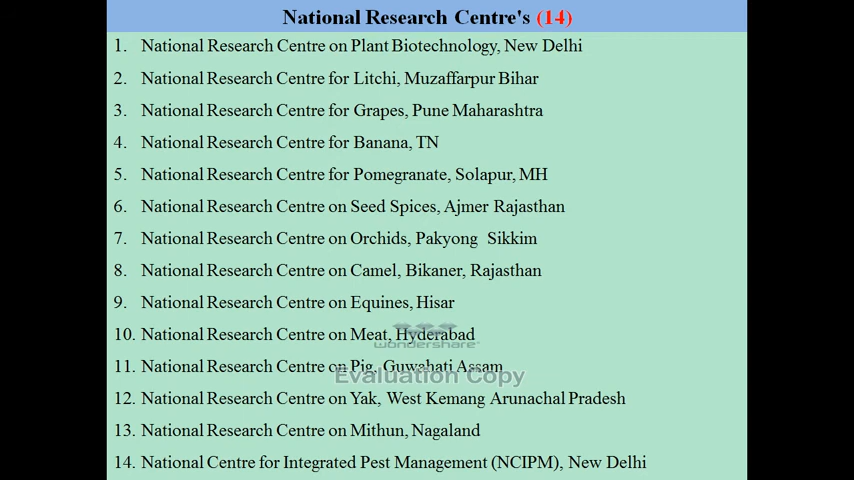 National Research Centre's (14)
1. National Research Centre on Plant Biotechnology, New Delhi
2. National Research Centre for Litchi, Muzaffarpur Bihar
3. National Research Centre for Grapes, Pune Maharashtra
4. National Research Centre for Banana, TN
5. National Research Centre for Pomegranate, Solapur, MH
6. National Research Centre on Seed Spices, Ajmer Rajasthan
7. National Research Centre on Orchids, Pakyong Sikkim
8. National Research Centre on Camel, Bikaner, Rajasthan
9. National Research Centre on Equines, Hisar
10. National Research Centre on Meat, Hyderabad
wondershare
11. National Research Centre on Pig, Guwahati Assam
Evaluation Copy
12. National Research Centre on Yak, West Kemang Arunachal Pradesh
13. National Research Centre on Mithun, Nagaland
14. National Centre for Integrated Pest Management (NCIPM), New Delhi